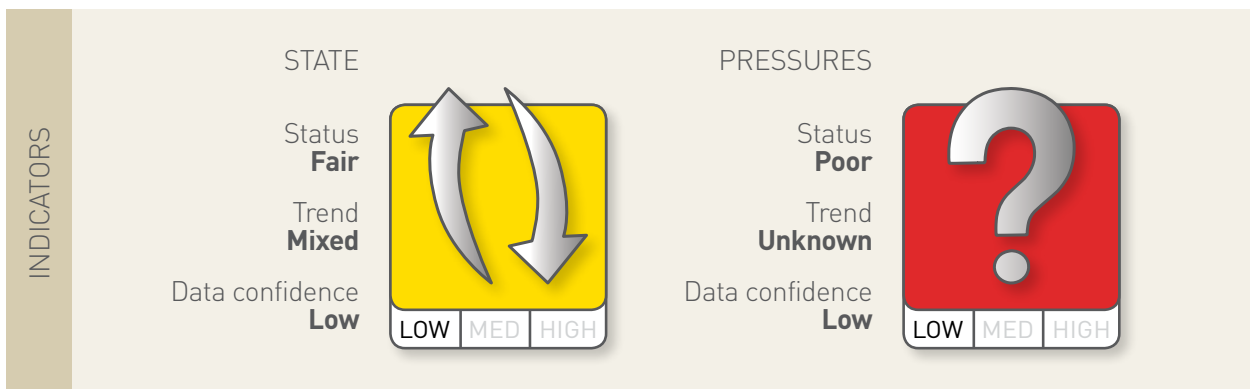 INDICATORS
STATE
Status
Fair
Trend
Mixed
Data confidence
Low
LOW MED HIGH
PRESSURES
Status
Poor
Trend
Unknown
Data confidence
Low
?
LOW MED HIGH